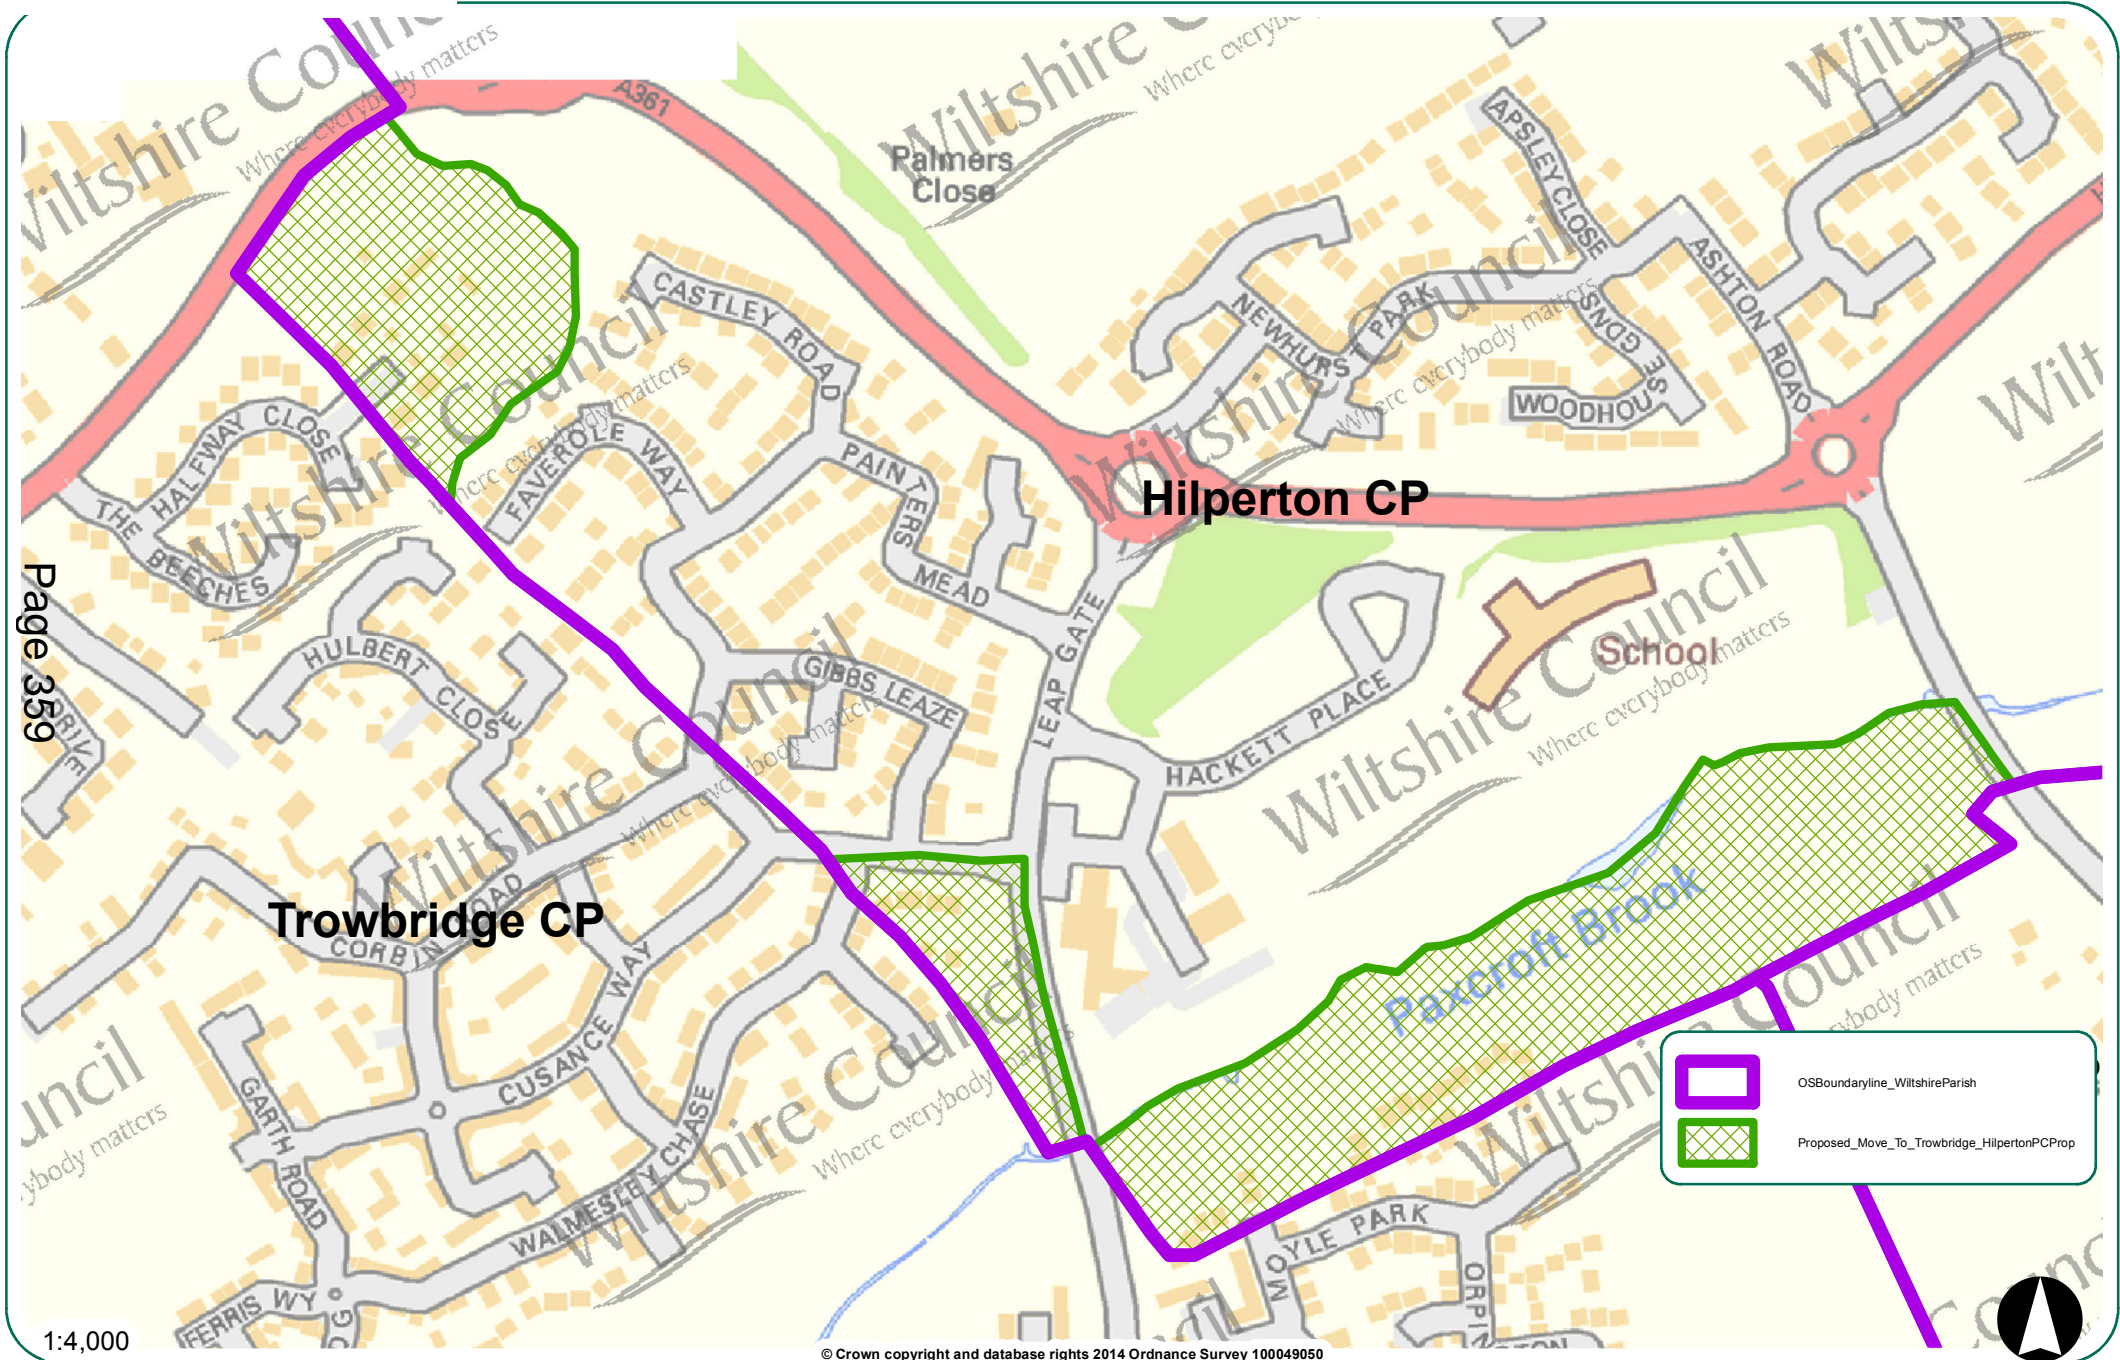 Wiltshire Council
Where everybody matters
A361
Palmers
Close
APSLEY CLOSE
ASHTON ROAD
CASTLEY ROAD
NEWHURST PARK
WOODHOUSE GDNS
HALFWAY CLOSE
THE BEECHES
FAVEROLE WAY
PAINTERS MEAD
Hilperton CP
School
HULBERT CLOSE
GIBBS LEAZE
LEAP GATE
HACKETT PLACE
Page 359
DRIVE
Trowbridge CP
CORBIN ROAD
Paxcroft Brook
CUSANCE WAY
GARTH ROAD
WALMESLEY CHASE
MOYLE PARK
FERRIS WY
OSBoundaryline_WiltshireParish
Proposed_Move_To_Trowbridge_HilpertonPCProp
1:4,000
© Crown copyright and database rights 2014 Ordnance Survey 100049050